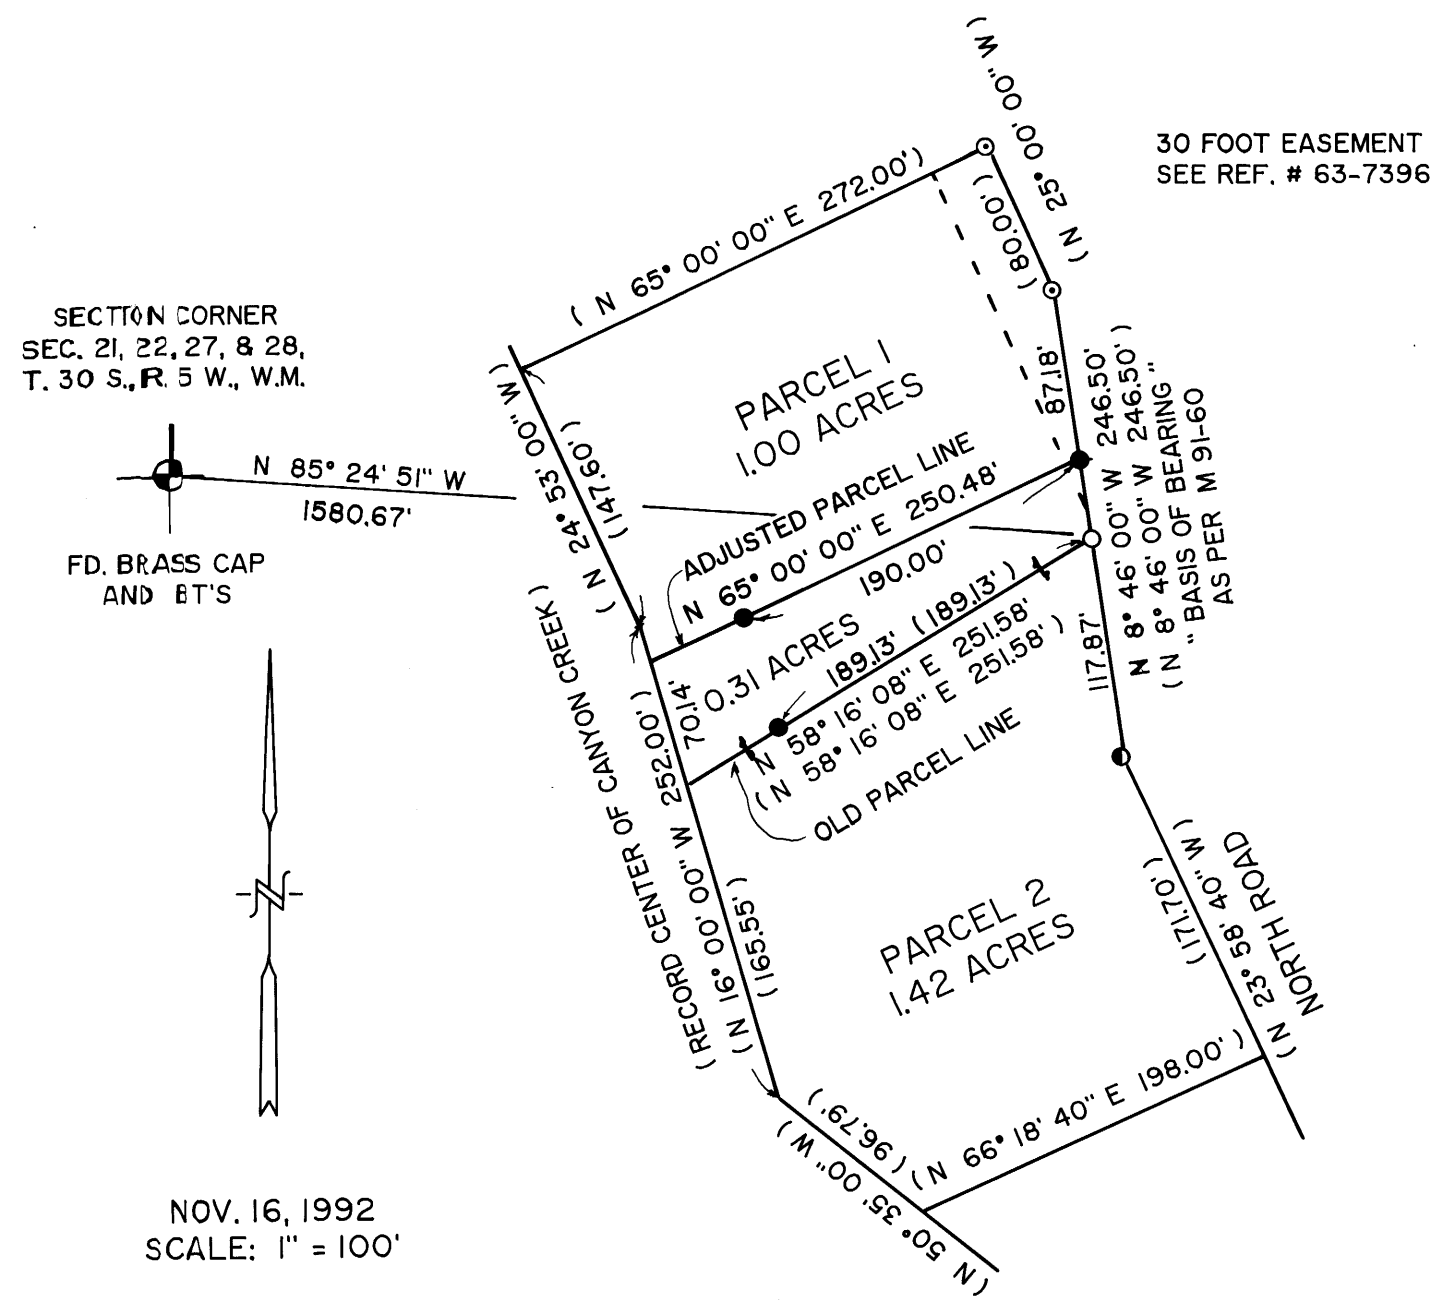 ( N 25° 00' 00" W )
30 FOOT EASEMENT
SEE REF. # 63-7396
( N 65° 00' 00" E 272.00')
(80.00')
SECTION CORNER
SEC. 21, 22, 27, & 28,
T. 30 S., R. 5 W., W.M.
N 85° 24' 51" W
1580.67'
FD. BRASS CAP
AND BT'S
( N 24° 53' 00" W )
(147.60')
PARCEL 1
1.00 ACRES
87.18'
N 8° 46' 00" W 246.50'
( N 8° 46' 00" W 246.50')
" BASIS OF BEARING "
AS PER M 91-60
ADJUSTED PARCEL LINE
N 65° 00' 00" E 250.48'
190.00'
0.31 ACRES
189.13' (189.13')
N 58° 16' 08" E 251.58'
( N 58° 16' 08" E 251.58' )
OLD PARCEL LINE
117.87'
70.14'
(RECORD CENTER OF CANYON CREEK)
( N 16° 00' 00" W 252.00')
(165.55')
PARCEL 2
1.42 ACRES
(171.70')
( N 23° 58' 40" W )
NORTH ROAD
( N 66° 18' 40" E 198.00' )
( 96.79' )
( N 50° 35' 00" W )
N
NOV. 16, 1992
SCALE: 1" = 100'